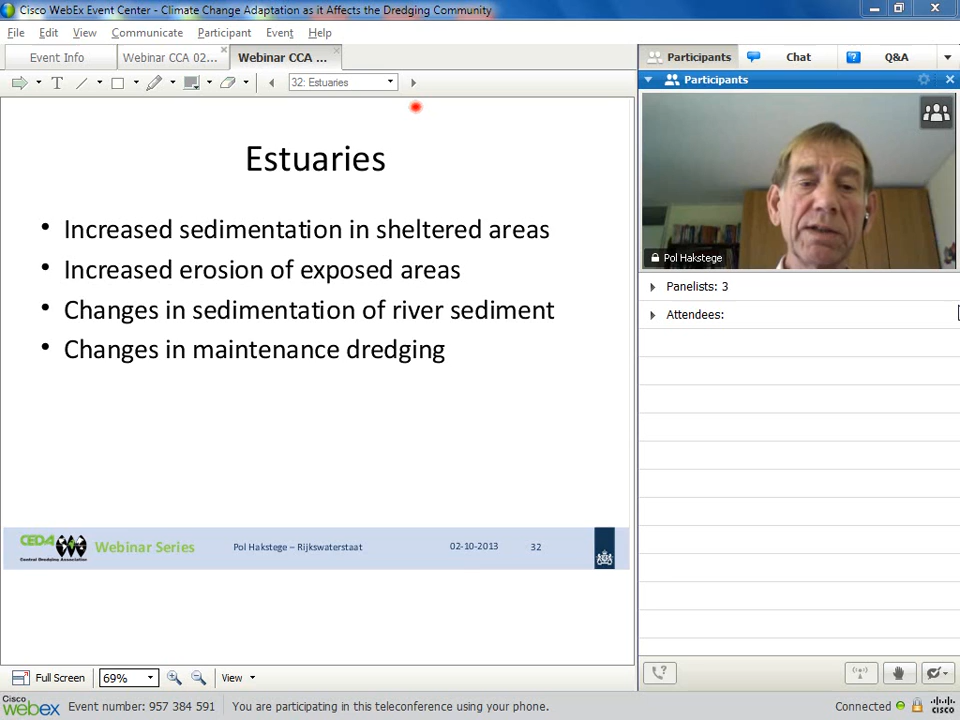 Cisco WebEx Event Center - Climate Change Adaptation as it Affects the Dredging Community
File Edit View Communicate Participant Event Help
Event Info
Webinar CCA 02...
Webinar CCA ...
Participants
Chat
Q&A
T
32: Estuaries
Participants
Estuaries
• Increased sedimentation in sheltered areas
• Increased erosion of exposed areas
• Changes in sedimentation of river sediment
• Changes in maintenance dredging
Pol Hakstege
Panelists: 3
Attendees:
CEDA
Central Dredging Association
Webinar Series
Pol Hakstege – Rijkswaterstaat
02-10-2013
32
Full Screen
69%
View
Cisco webex
Event number: 957 384 591
You are participating in this teleconference using your phone.
Connected
cisco